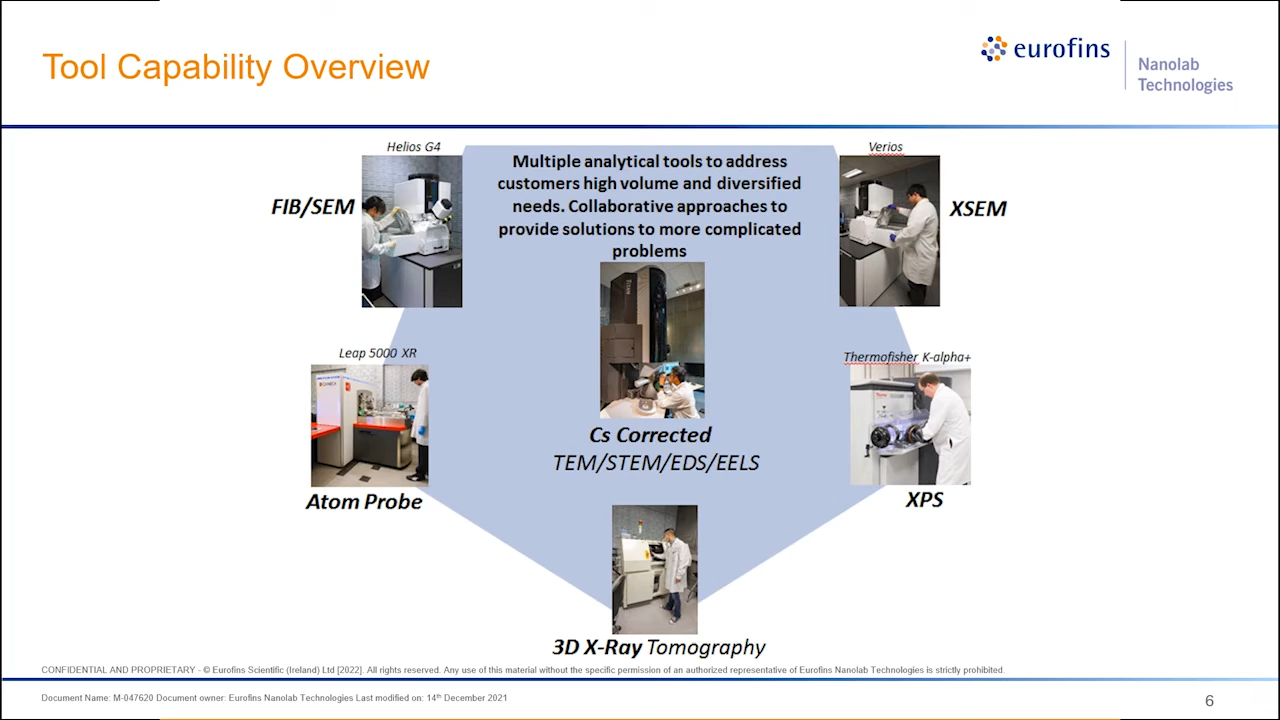 Tool Capability Overview
eurofins
Nanolab
Technologies
Helios G4
FIB/SEM
Multiple analytical tools to address
customers high volume and diversified
needs. Collaborative approaches to
provide solutions to more complicated
problems
Verios
XSEM
Leap 5000 XR
Atom Probe
Cs Corrected
TEM/STEM/EDS/EELS
Thermofisher K-alpha+
XPS
3D X-Ray Tomography
CONFIDENTIAL AND PROPRIETARY - © Eurofins Scientific (Ireland) Ltd [2022]. All rights reserved. Any use of this material without the specific permission of an authorized representative of Eurofins Nanolab Technologies is strictly prohibited.
Document Name: M-047620 Document owner: Eurofins Nanolab Technologies Last modified on: 14th December 2021
6